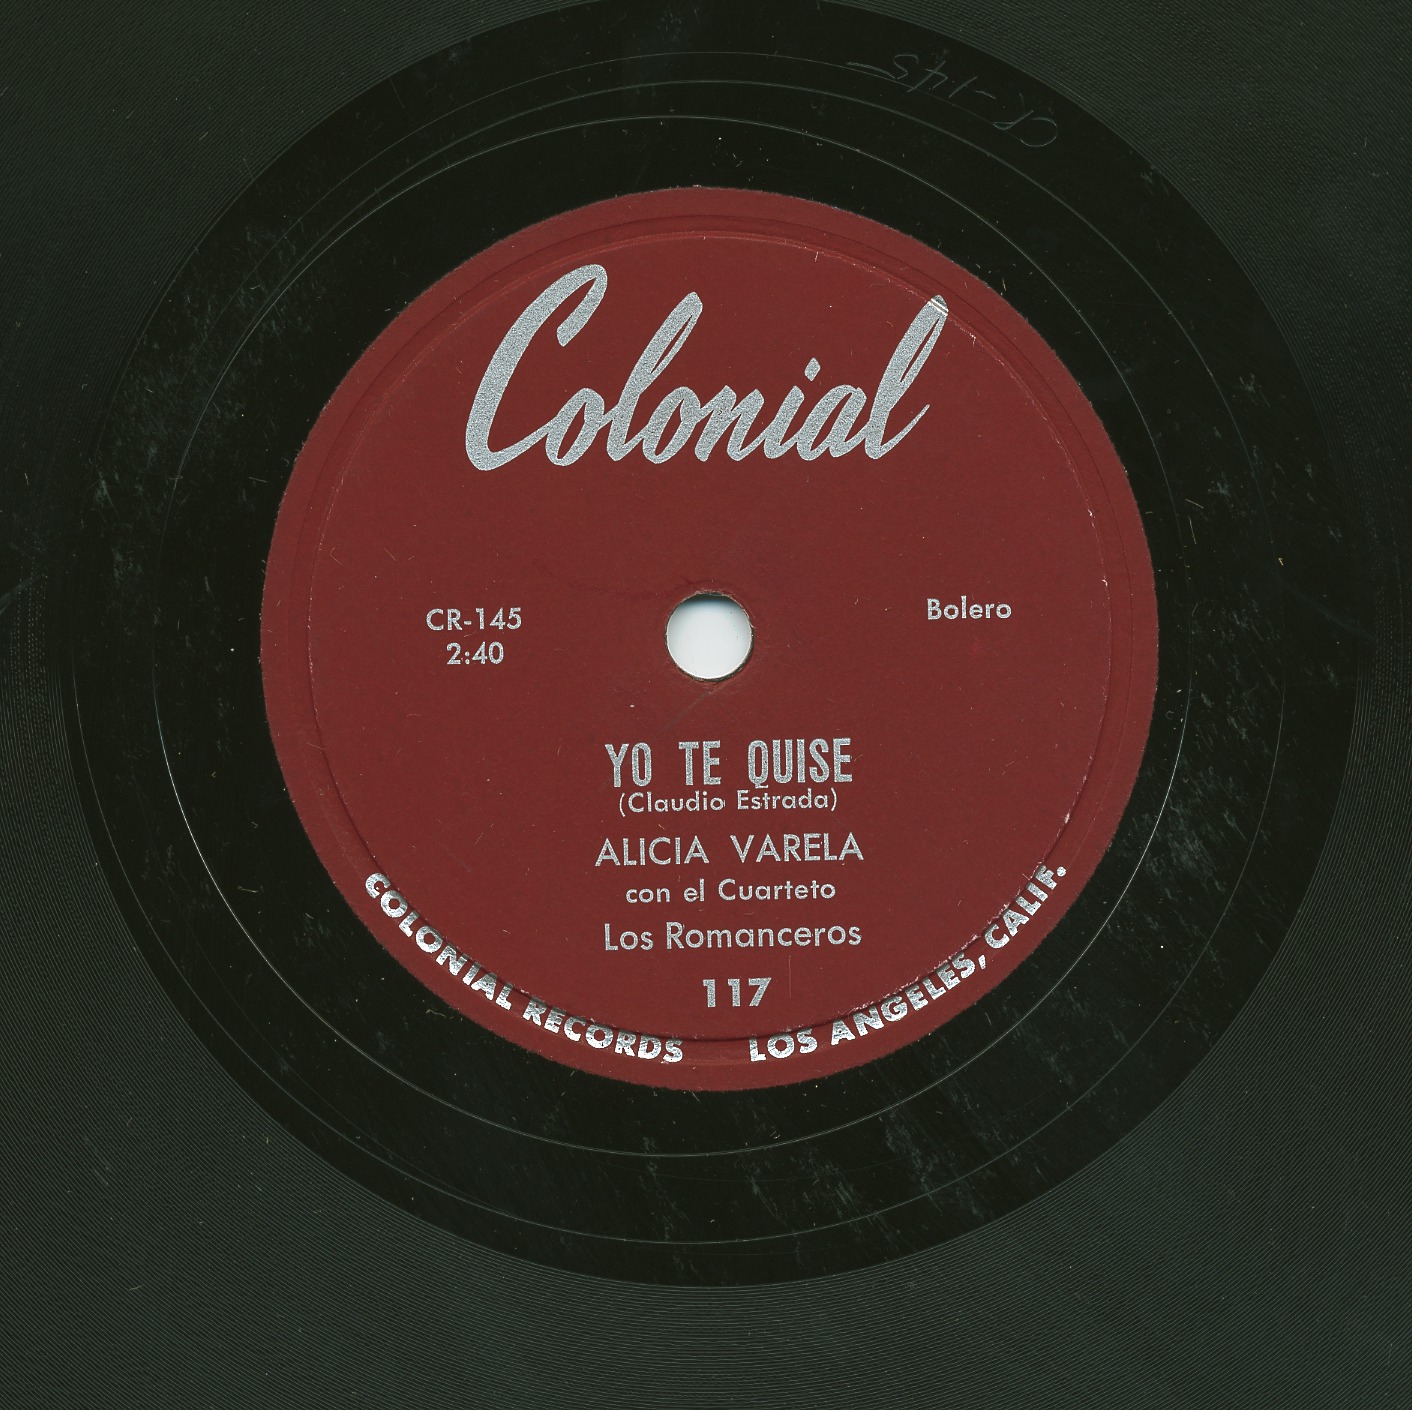 CR-145
Colonial
CR-145
2:40
Bolero
YO TE QUISE
(Claudio Estrada)
ALICIA VARELA
con el Cuarteto
Los Romanceros
117
COLONIAL RECORDS LOS ANGELES, CALIF.